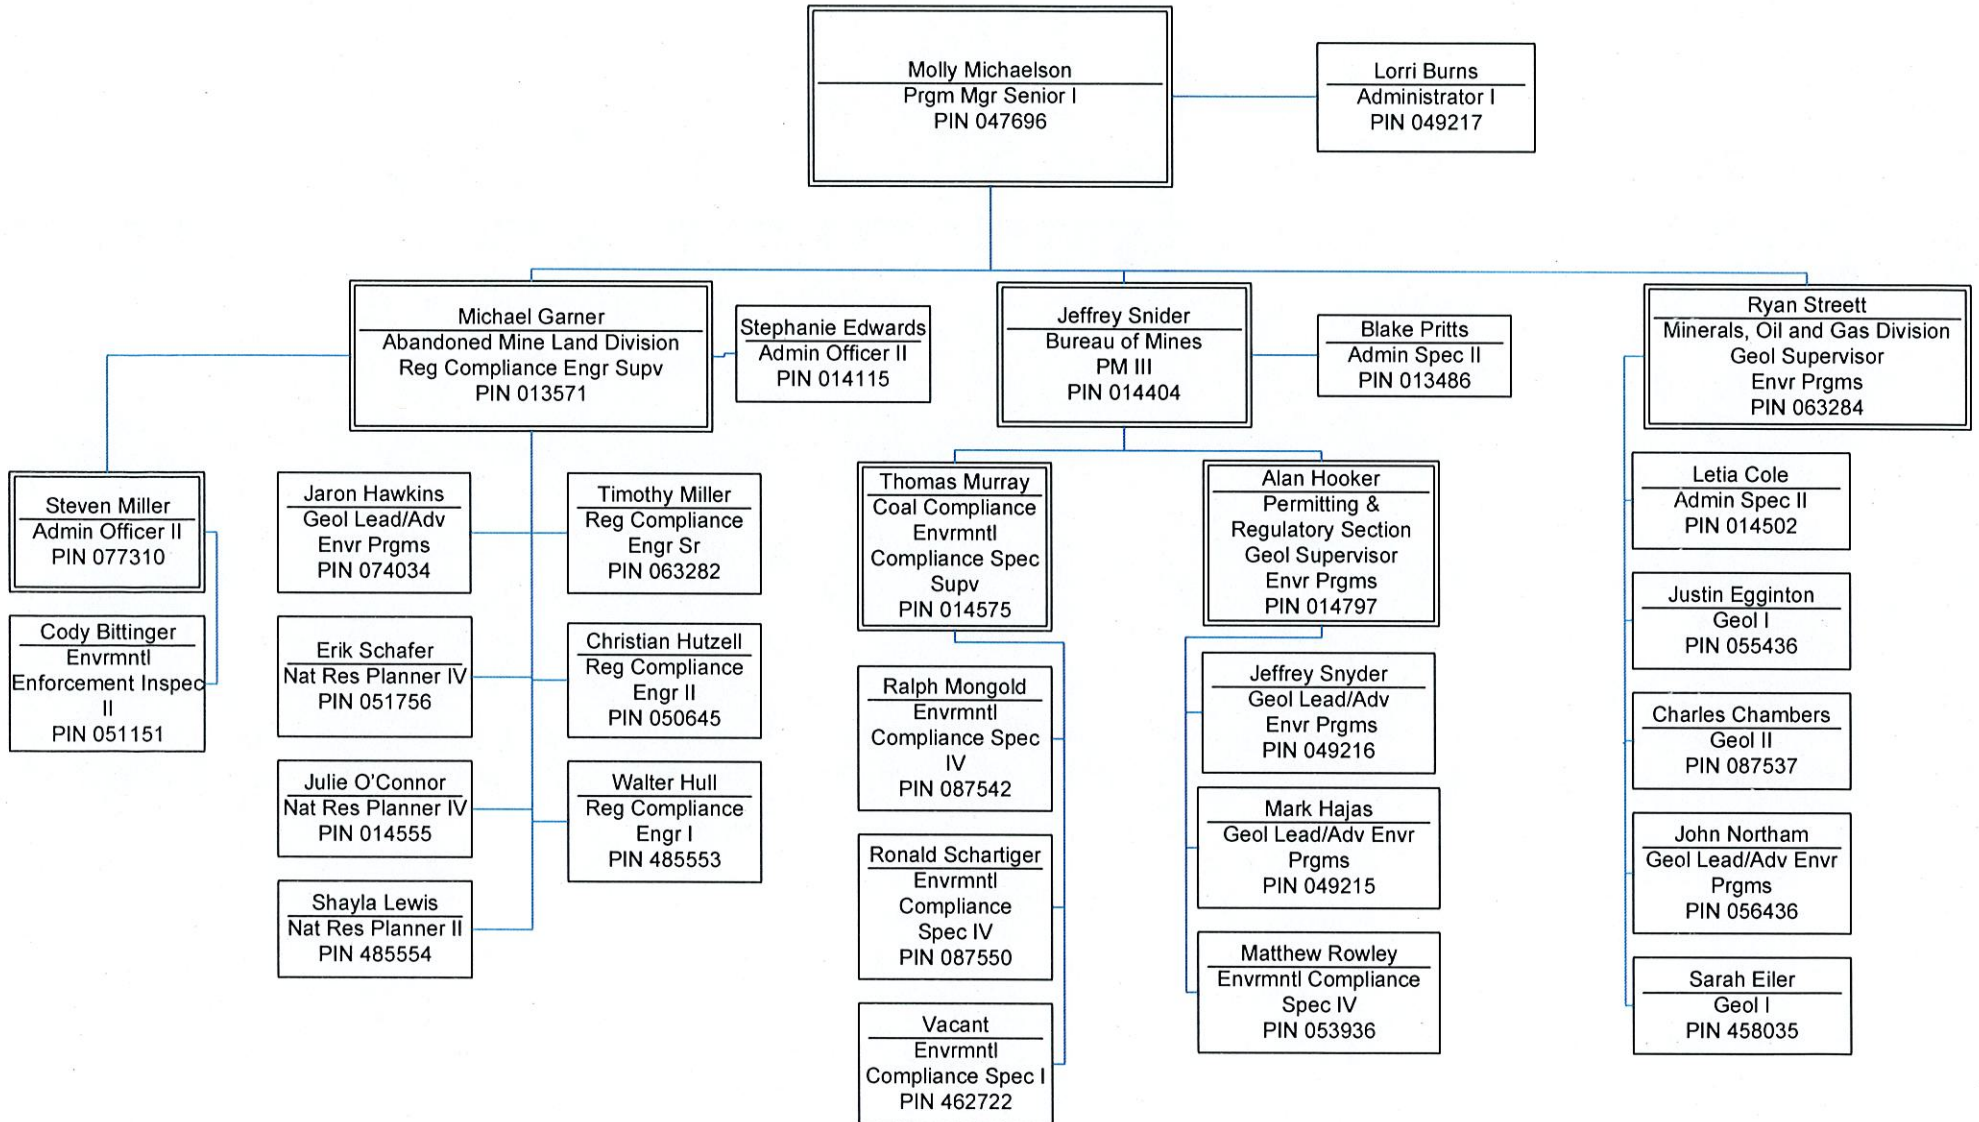 Molly Michaelson
Prgm Mgr Senior I
PIN 047696
Lorri Burns
Administrator I
PIN 049217
Michael Garner
Abandoned Mine Land Division
Reg Compliance Engr Supv
PIN 013571
Stephanie Edwards
Admin Officer II
PIN 014115
Jeffrey Snider
Bureau of Mines
PM III
PIN 014404
Blake Pritts
Admin Spec II
PIN 013486
Ryan Streett
Minerals, Oil and Gas Division
Geol Supervisor
Envr Prgms
PIN 063284
Steven Miller
Admin Officer II
PIN 077310
Cody Bittinger
Envrmntl
Enforcement Inspec
II
PIN 051151
Jaron Hawkins
Geol Lead/Adv
Envr Prgms
PIN 074034
Timothy Miller
Reg Compliance
Engr Sr
PIN 063282
Erik Schafer
Nat Res Planner IV
PIN 051756
Christian Hutzell
Reg Compliance
Engr II
PIN 050645
Julie O'Connor
Nat Res Planner IV
PIN 014555
Walter Hull
Reg Compliance
Engr I
PIN 485553
Shayla Lewis
Nat Res Planner II
PIN 485554
Thomas Murray
Coal Compliance
Envrmntl
Compliance Spec
Supv
PIN 014575
Ralph Mongold
Envrmntl
Compliance Spec
IV
PIN 087542
Ronald Schartiger
Envrmntl
Compliance
Spec IV
PIN 087550
Vacant
Envrmntl
Compliance Spec I
PIN 462722
Alan Hooker
Permitting &
Regulatory Section
Geol Supervisor
Envr Prgms
PIN 014797
Jeffrey Snyder
Geol Lead/Adv
Envr Prgms
PIN 049216
Mark Hajas
Geol Lead/Adv Envr
Prgms
PIN 049215
Matthew Rowley
Envrmntl Compliance
Spec IV
PIN 053936
Letia Cole
Admin Spec II
PIN 014502
Justin Egginton
Geol I
PIN 055436
Charles Chambers
Geol II
PIN 087537
John Northam
Geol Lead/Adv Envr
Prgms
PIN 056436
Sarah Eiler
Geol I
PIN 458035